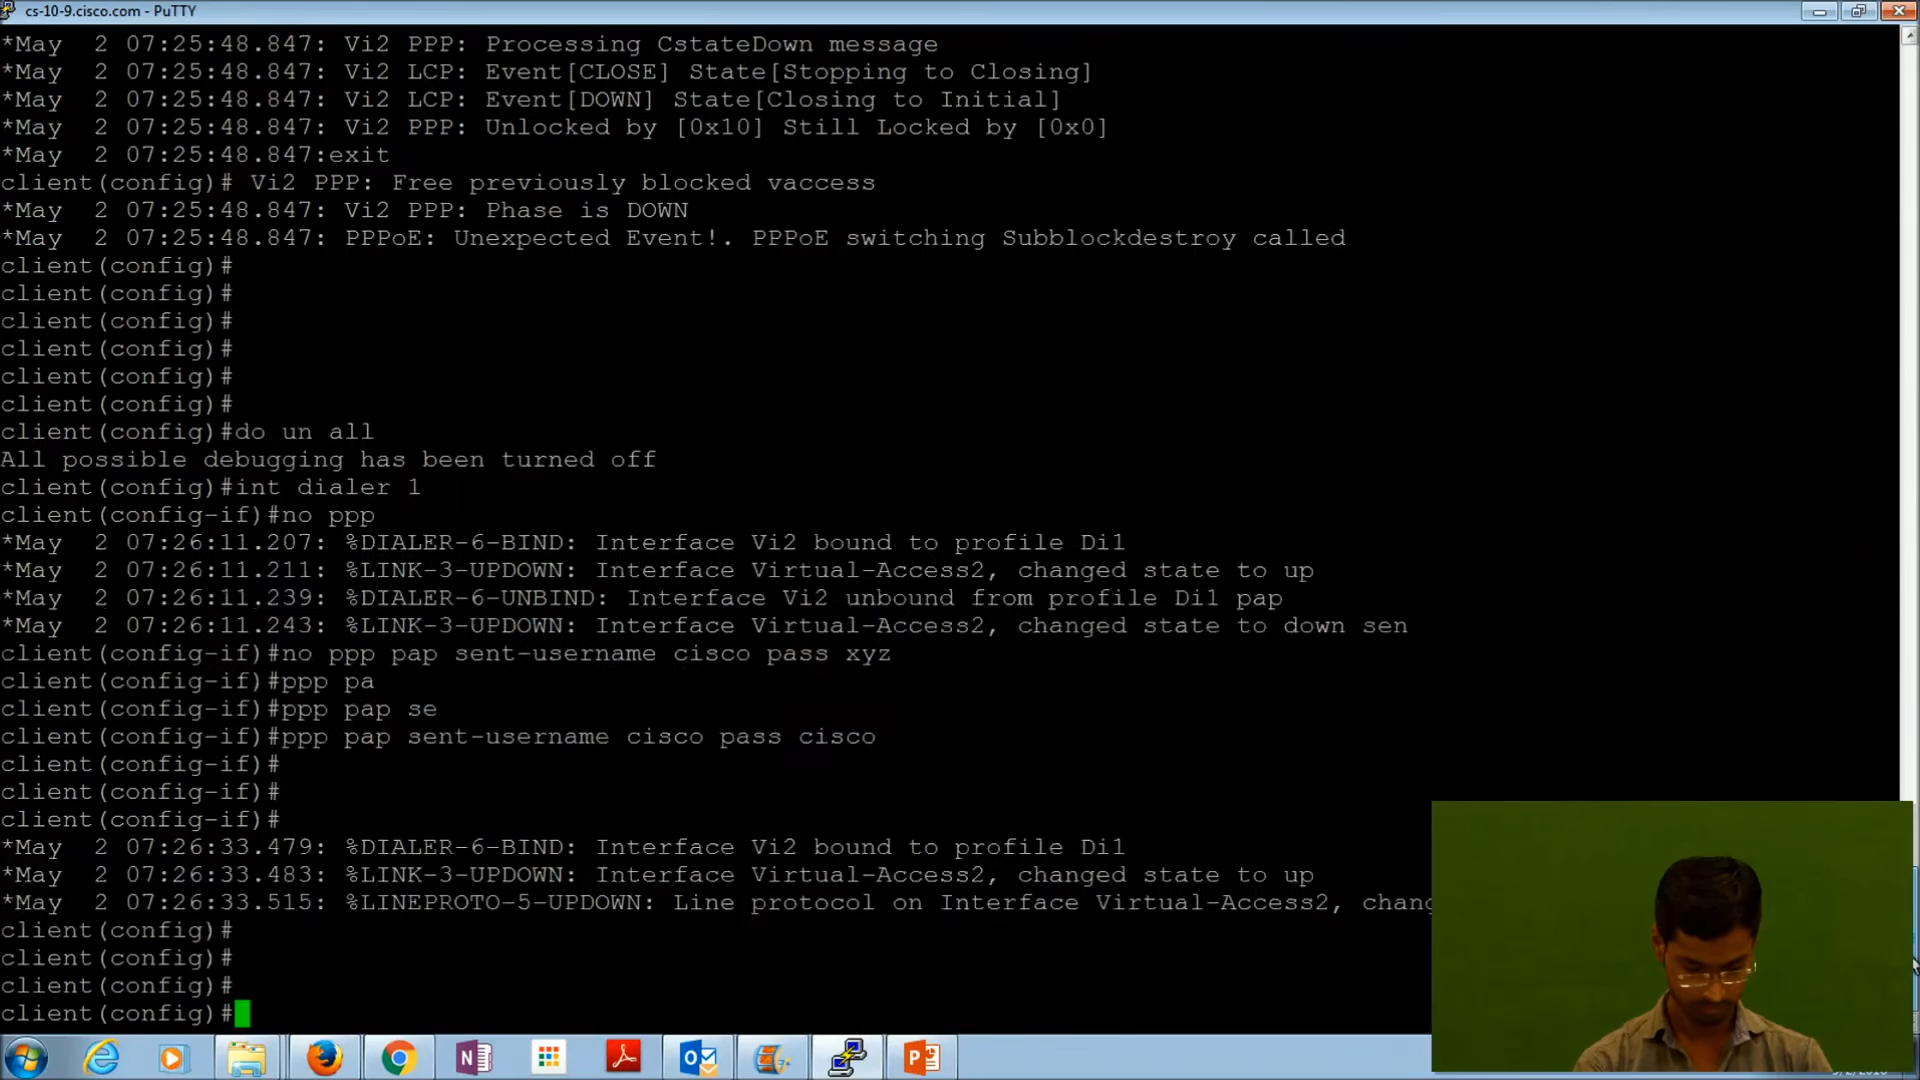 cs-10-9.cisco.com - PuTTY
*May  2 07:25:48.847: Vi2 PPP: Processing CstateDown message
*May  2 07:25:48.847: Vi2 LCP: Event[CLOSE] State[Stopping to Closing]
*May  2 07:25:48.847: Vi2 LCP: Event[DOWN] State[Closing to Initial]
*May  2 07:25:48.847: Vi2 PPP: Unlocked by [0x10] Still Locked by [0x0]
*May  2 07:25:48.847:exit
client(config)# Vi2 PPP: Free previously blocked vaccess
*May  2 07:25:48.847: Vi2 PPP: Phase is DOWN
*May  2 07:25:48.847: PPPoE: Unexpected Event!. PPPoE switching Subblockdestroy called
client(config)#
client(config)#
client(config)#
client(config)#
client(config)#
client(config)#
client(config)#do un all
All possible debugging has been turned off
client(config)#int dialer 1
client(config-if)#no ppp
*May  2 07:26:11.207: %DIALER-6-BIND: Interface Vi2 bound to profile Di1
*May  2 07:26:11.211: %LINK-3-UPDOWN: Interface Virtual-Access2, changed state to up
*May  2 07:26:11.239: %DIALER-6-UNBIND: Interface Vi2 unbound from profile Di1 pap
*May  2 07:26:11.243: %LINK-3-UPDOWN: Interface Virtual-Access2, changed state to down sen
client(config-if)#no ppp pap sent-username cisco pass xyz
client(config-if)#ppp pa
client(config-if)#ppp pap se
client(config-if)#ppp pap sent-username cisco pass cisco
client(config-if)#
client(config-if)#
client(config-if)#
*May  2 07:26:33.479: %DIALER-6-BIND: Interface Vi2 bound to profile Di1
*May  2 07:26:33.483: %LINK-3-UPDOWN: Interface Virtual-Access2, changed state to up
*May  2 07:26:33.515: %LINEPROTO-5-UPDOWN: Line protocol on Interface Virtual-Access2, chang
client(config)#
client(config)#
client(config)#
client(config)#